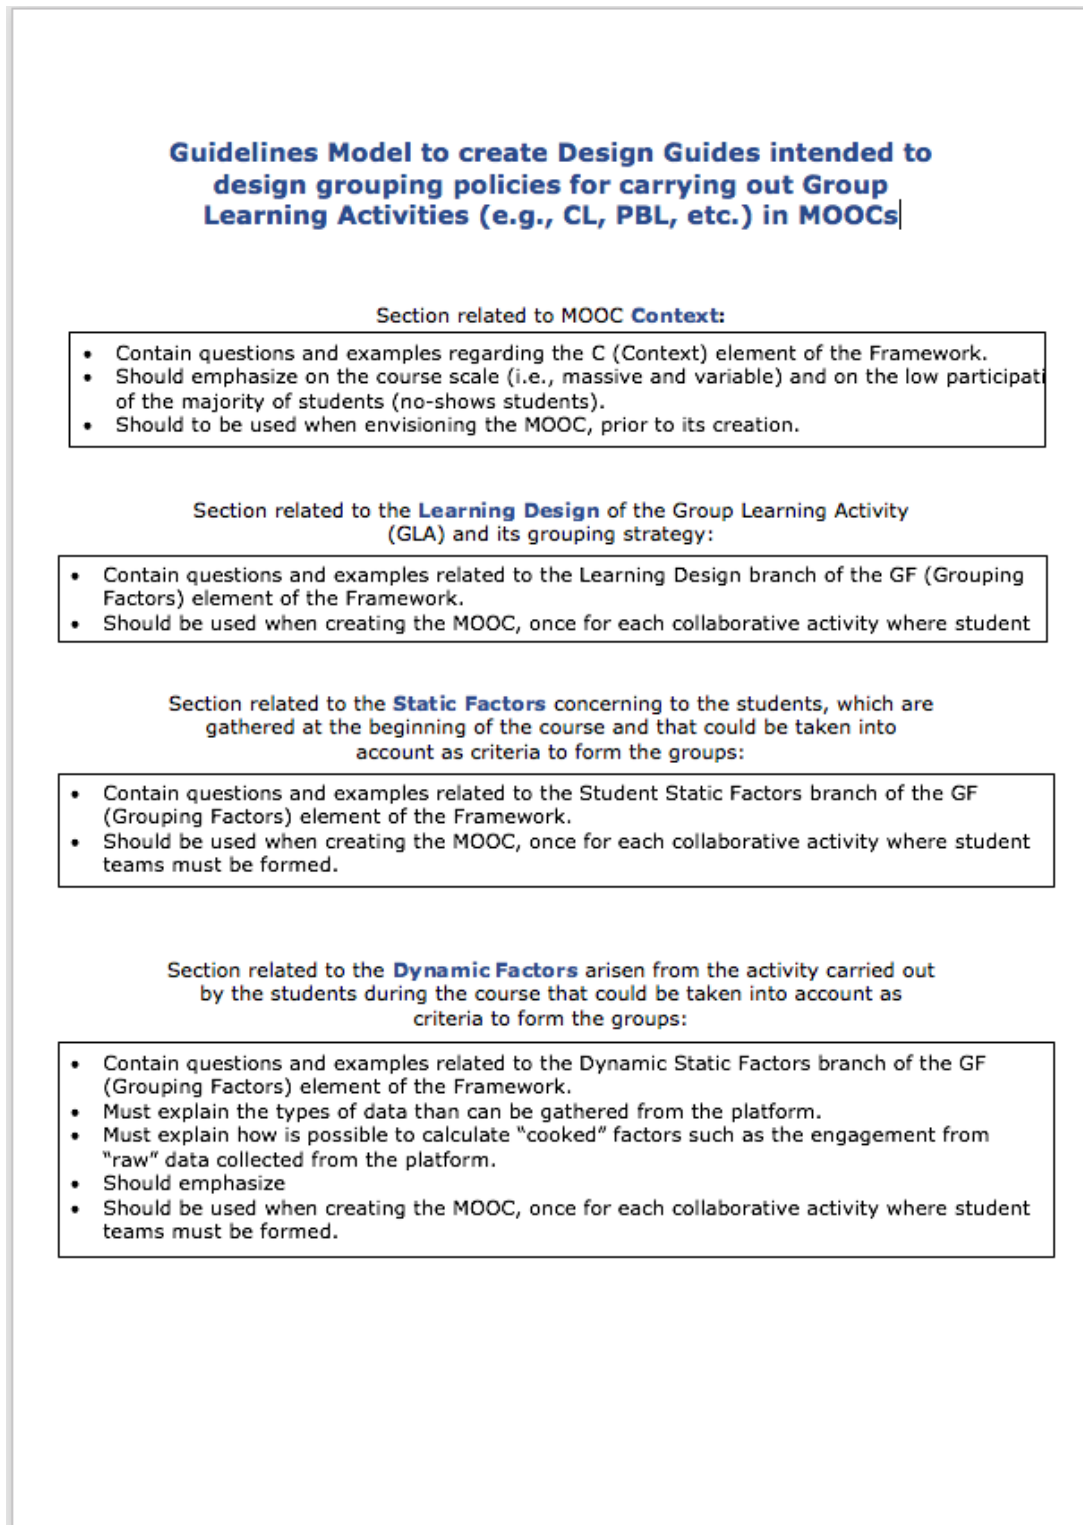 Guidelines Model to create Design Guides intended to
design grouping policies for carrying out Group
Learning Activities (e.g., CL, PBL, etc.) in MOOCs
Section related to MOOC Context:
• Contain questions and examples regarding the C (Context) element of the Framework.
• Should emphasize on the course scale (i.e., massive and variable) and on the low participati
of the majority of students (no-shows students).
• Should to be used when envisioning the MOOC, prior to its creation.
Section related to the Learning Design of the Group Learning Activity
(GLA) and its grouping strategy:
• Contain questions and examples related to the Learning Design branch of the GF (Grouping
Factors) element of the Framework.
• Should be used when creating the MOOC, once for each collaborative activity where student
Section related to the Static Factors concerning to the students, which are
gathered at the beginning of the course and that could be taken into
account as criteria to form the groups:
• Contain questions and examples related to the Student Static Factors branch of the GF
(Grouping Factors) element of the Framework.
• Should be used when creating the MOOC, once for each collaborative activity where student
teams must be formed.
Section related to the Dynamic Factors arisen from the activity carried out
by the students during the course that could be taken into account as
criteria to form the groups:
• Contain questions and examples related to the Dynamic Static Factors branch of the GF
(Grouping Factors) element of the Framework.
• Must explain the types of data than can be gathered from the platform.
• Must explain how is possible to calculate “cooked” factors such as the engagement from
“raw” data collected from the platform.
• Should emphasize
• Should be used when creating the MOOC, once for each collaborative activity where student
teams must be formed.